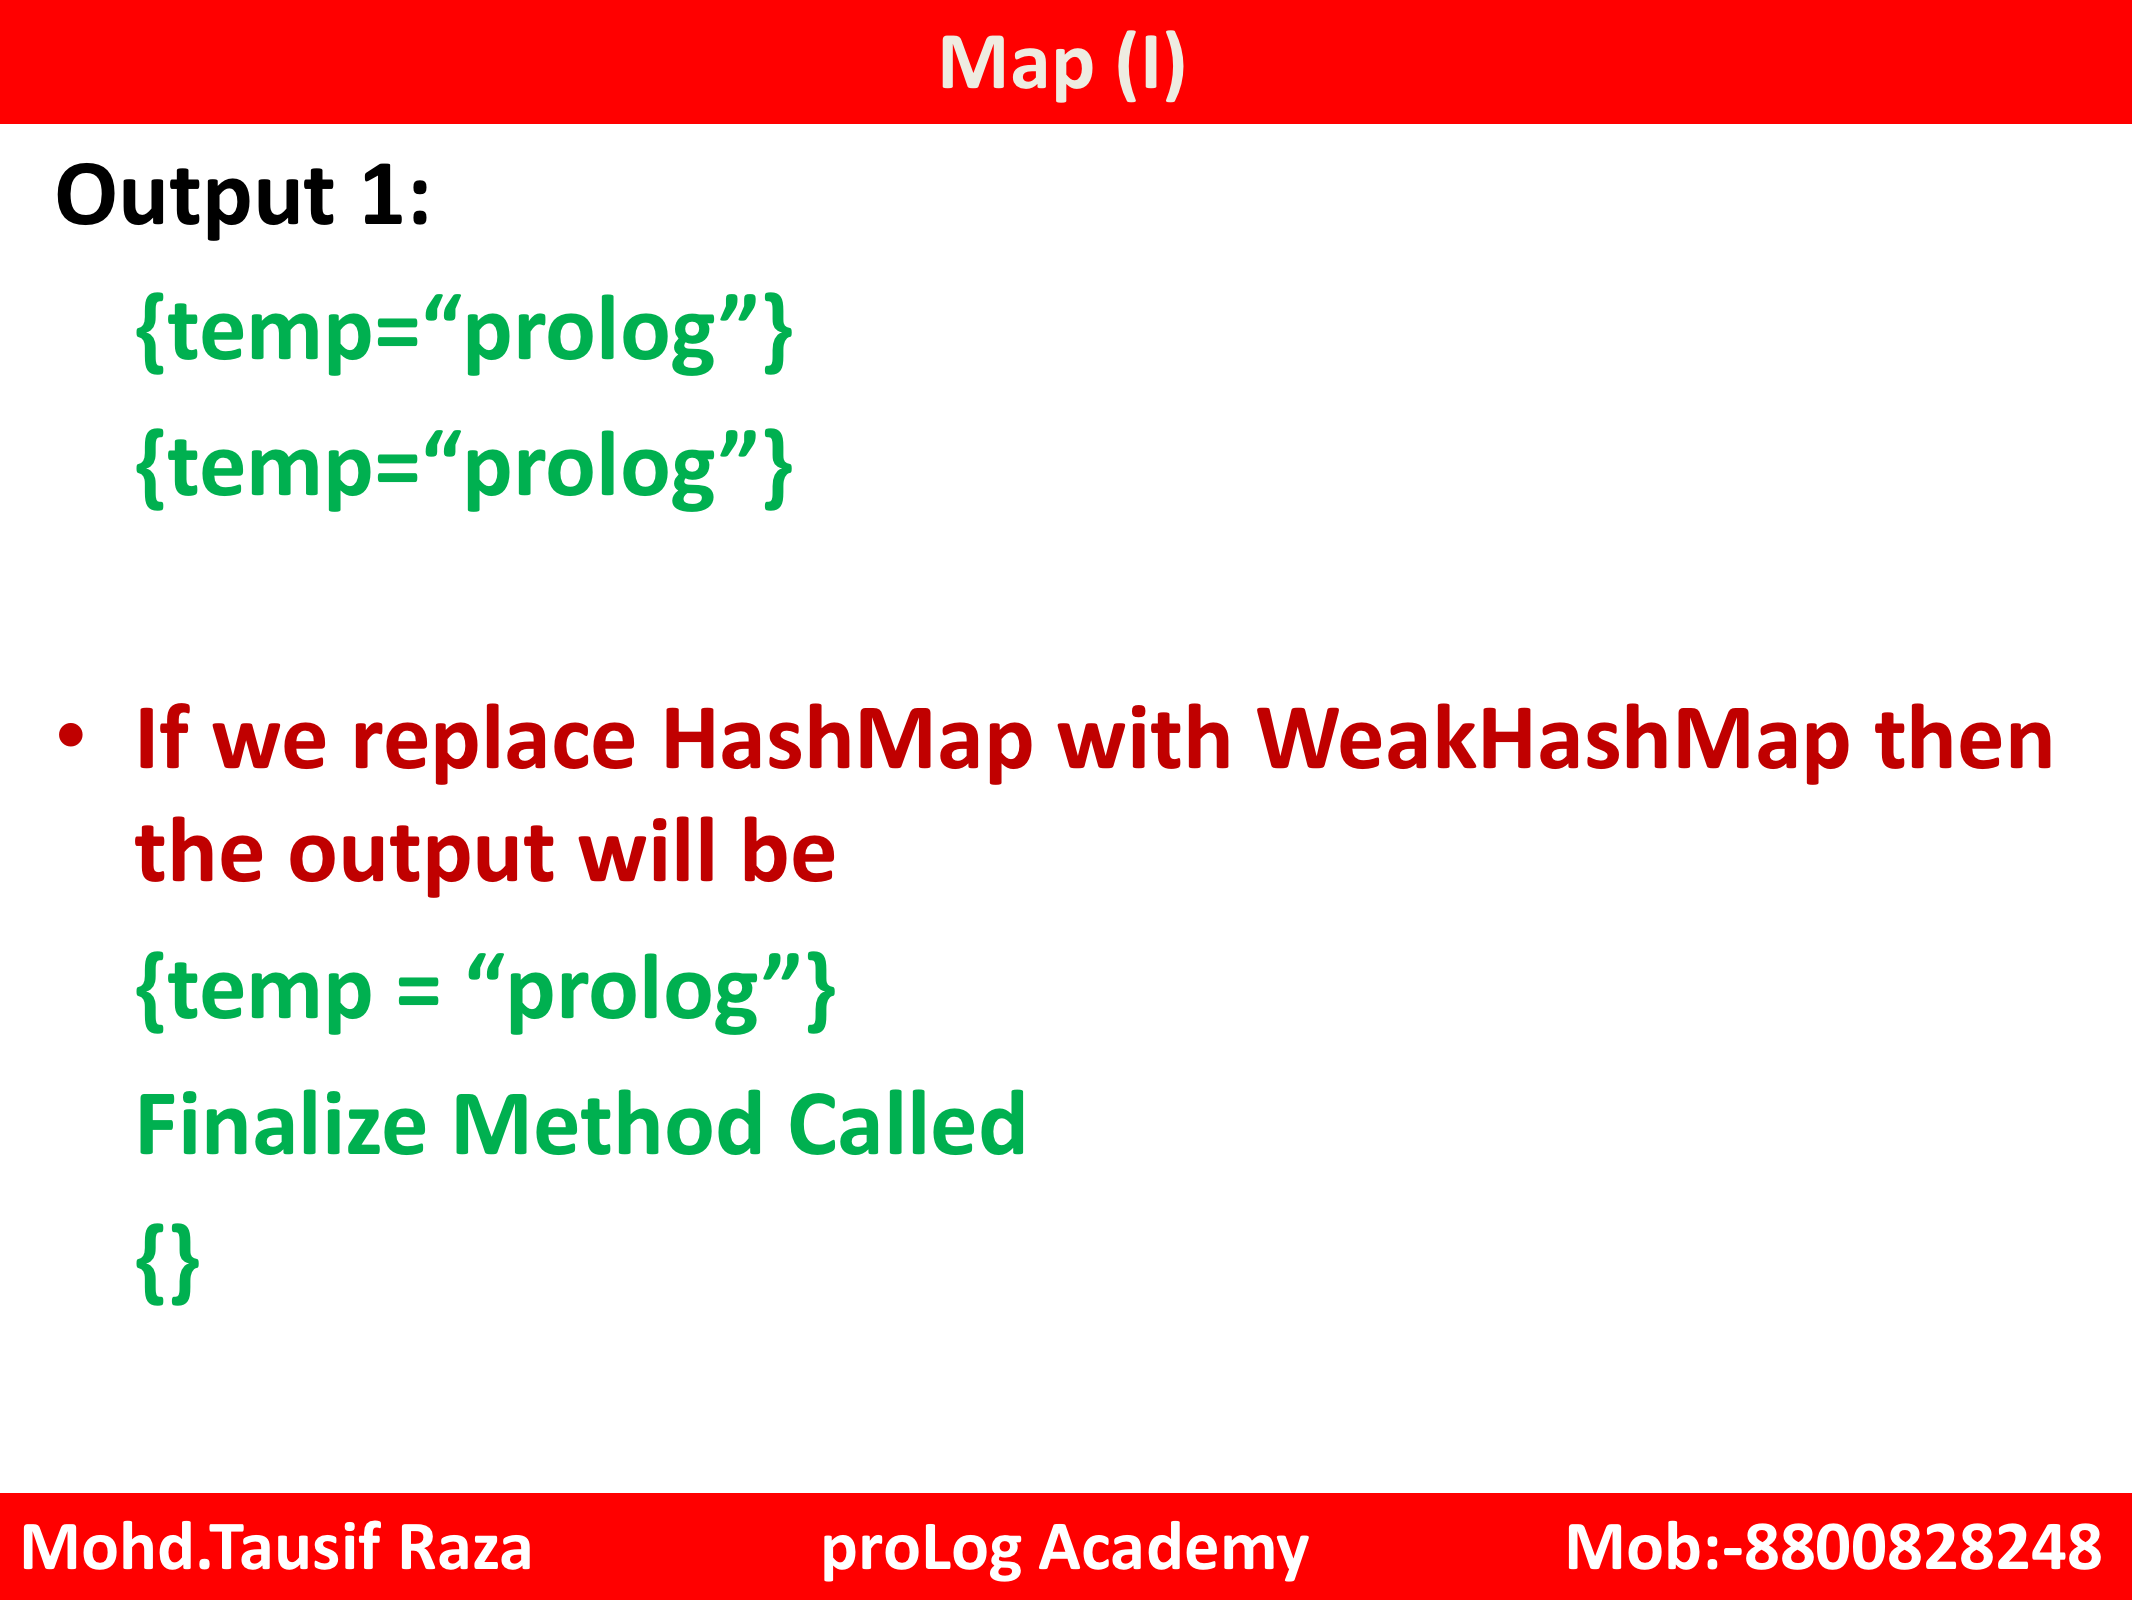 Map (I)
Output 1:
{temp=“prolog”}
{temp=“prolog”}
• If we replace HashMap with WeakHashMap then
the output will be
{temp = “prolog”}
Finalize Method Called
{}
Mohd.Tausif Raza proLog Academy Mob:-8800828248